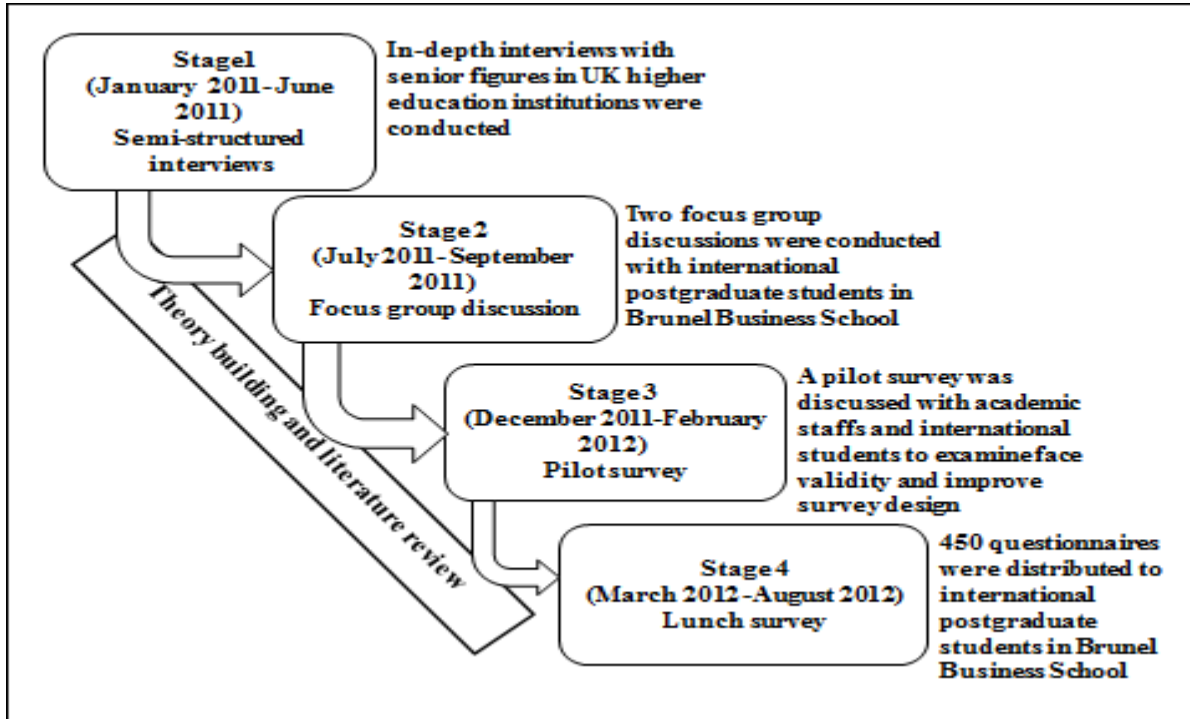 Stage1
(January 2011-June
2011)
Semi-structured
interviews
In-depth interviews with
senior figures in UK higher
education institutions were
conducted
Stage 2
(July 2011-September
2011)
Focus group discussion
Two focus group
discussions were conducted
with international
postgraduate students in
Brunel Business School
Theory building and literature review
Stage 3
(December 2011-February
2012)
Pilot survey
A pilot survey was
discussed with academic
staffs and international
students to examine face
validity and improve
survey design
Stage 4
(March 2012-August 2012)
Lunch survey
450 questionnaires
were distributed to
international
postgraduate
students in Brunel
Business School